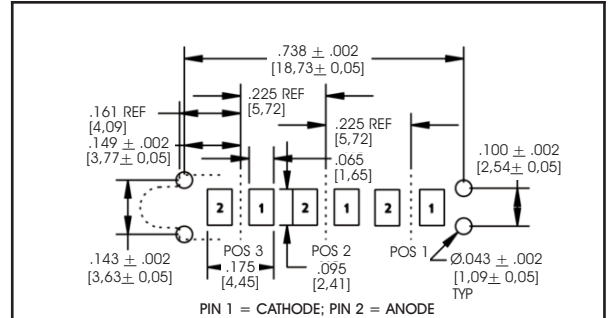 .738 ± .002
[18,73± 0,05]
.225 REF
[5,72]
.161 REF
[4,09]
.225 REF
[5,72]
.149 ± .002
[3,77± 0,05]
.065
[1,65]
.100 ± .002
[2,54± 0,05]
2 1 2 1 2 1
POS 3 POS 2 POS 1
.143 ± .002
[3,63± 0,05]
.175
[4,45]
.095
[2,41]
Ø.043 ± .002
[1,09± 0,05]
TYP
PIN 1 = CATHODE; PIN 2 = ANODE